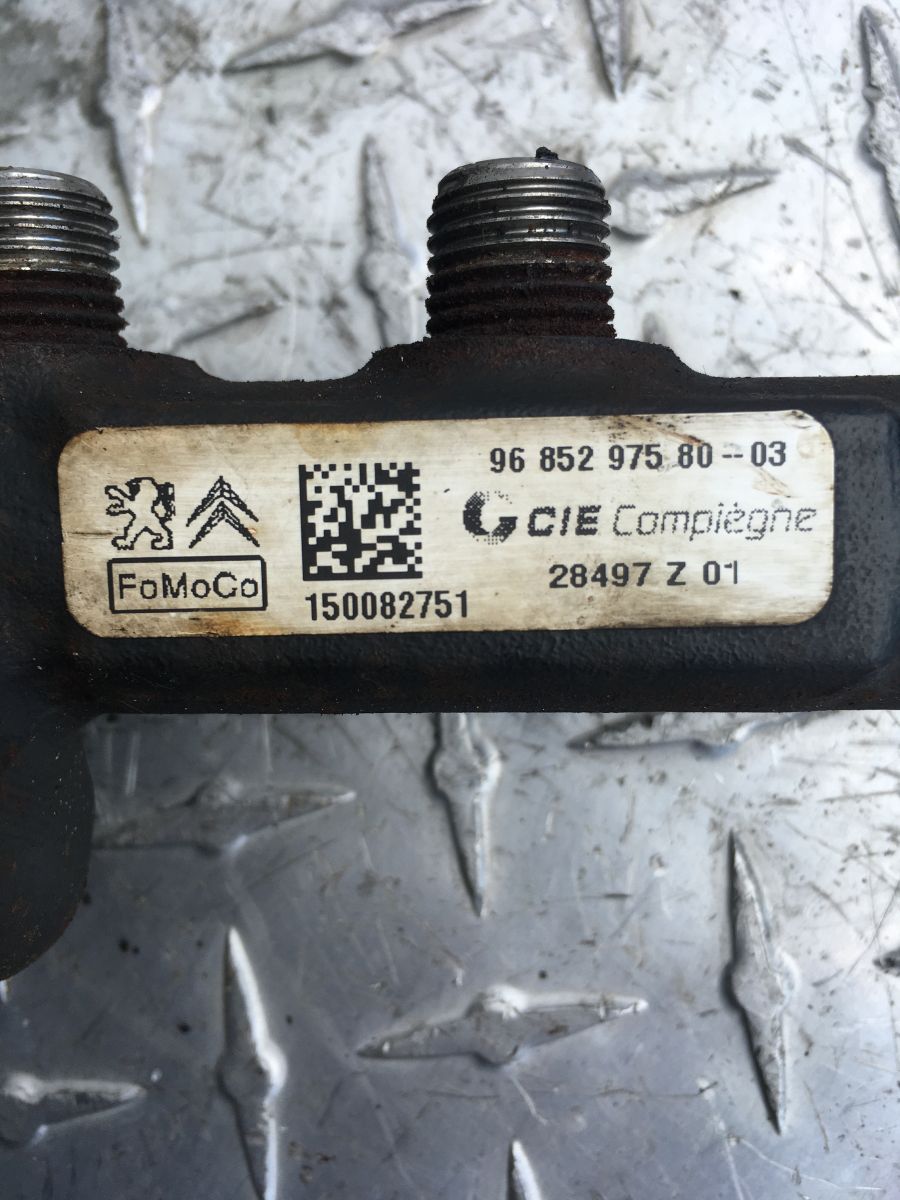 96 852 975 80--03
CIE Compiègne
28497 Z 01
FoMoCo
150082751